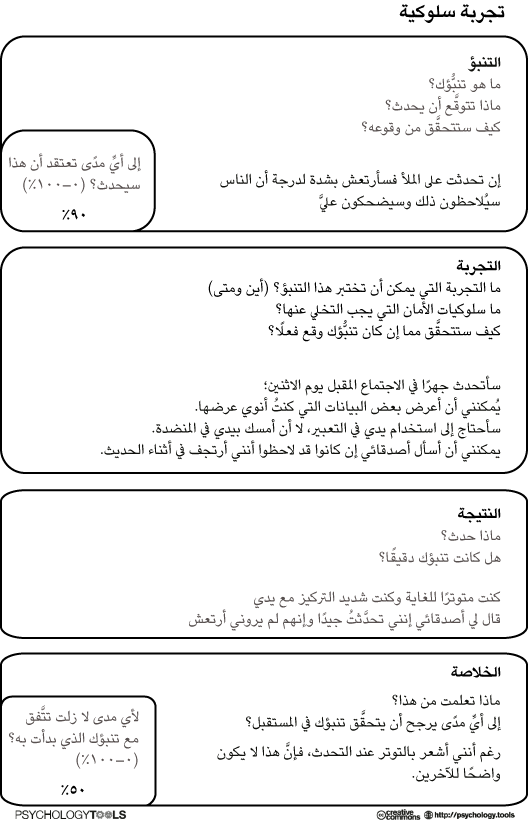 تجربة سلوكية
التنبؤ
ما هو تنبُّؤك؟
ماذا تتوقَّع أن يحدث؟
كيف ستتحقَّق من وقوعه؟
إن تحدثت على الملأ فسأرتعش بشدة لدرجة أن الناس
سيُلاحظون ذلك وسيضحكون عليَّ
إلى أيِّ مدًى تعتقد أن هذا
سيحدث؟ (٠-١٠٠٪)
٩٠٪
التجربة
ما التجربة التي يمكن أن تختبر هذا التنبؤ؟ (أين ومتى)
ما سلوكيات الأمان التي يجب التخلي عنها؟
كيف ستتحقَّق مما إن كان تنبُّؤك وقع فعلًا؟
سأتحدث جهرًا في الاجتماع المقبل يوم الاثنين؛
يُمكنني أن أعرض بعض البيانات التي كنتُ أنوي عرضها.
سأحتاج إلى استخدام يدي في التعبير، لا أن أمسك بيدي في المنضدة.
يمكنني أن أسأل أصدقائي إن كانوا قد لاحظوا أنني أرتجف في أثناء الحديث.
النتيجة
ماذا حدث؟
هل كانت تنبؤك دقيقًا؟
كنت متوترًا للغاية وكنت شديد التركيز مع يدي
قال لي أصدقائي إنني تحدَّثتُ جيدًا وإنهم لم يروني أرتعش
الخلاصة
ماذا تعلمت من هذا؟
إلى أيِّ مدًى يرجح أن يتحقَّق تنبؤك في المستقبل؟
رغم أنني أشعر بالتوتر عند التحدث، فإنَّ هذا لا يكون
واضحًا للآخرين.
لأي مدى لا زلت تتَّفق
مع تنبؤك الذي بدأت به؟
(٠-١٠٠٪)
٥٠٪
PSYCHOLOGYTOOLS
cc creative commons http://psychology.tools